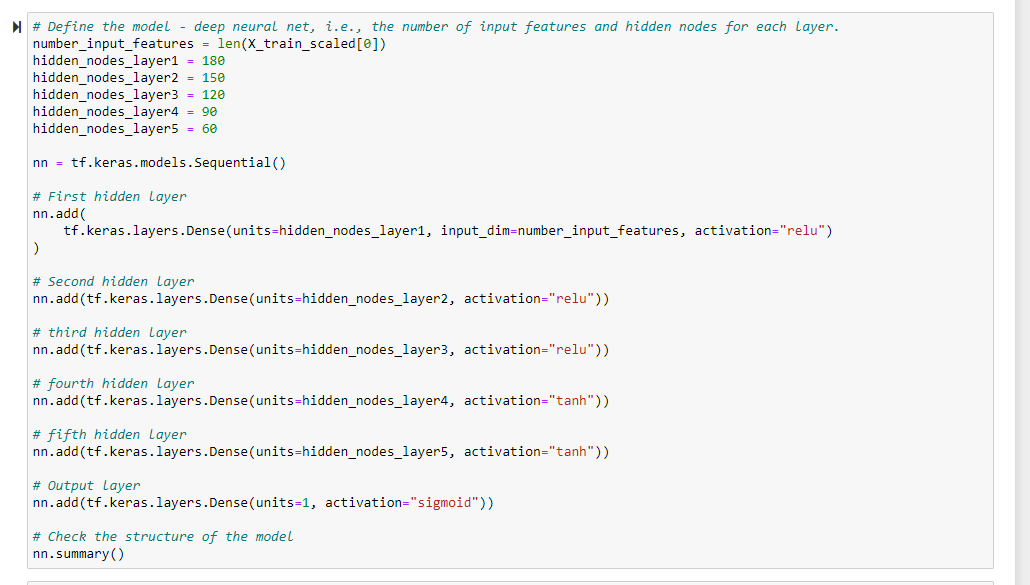 # Define the model - deep neural net, i.e., the number of input features and hidden nodes for each layer.
number_input_features = len(X_train_scaled[0])
hidden_nodes_layer1 = 180
hidden_nodes_layer2 = 150
hidden_nodes_layer3 = 120
hidden_nodes_layer4 = 90
hidden_nodes_layer5 = 60
nn = tf.keras.models.Sequential()
# First hidden layer
nn.add(
    tf.keras.layers.Dense(units=hidden_nodes_layer1, input_dim=number_input_features, activation="relu")
)
# Second hidden layer
nn.add(tf.keras.layers.Dense(units=hidden_nodes_layer2, activation="relu"))
# third hidden layer
nn.add(tf.keras.layers.Dense(units=hidden_nodes_layer3, activation="relu"))
# fourth hidden layer
nn.add(tf.keras.layers.Dense(units=hidden_nodes_layer4, activation="tanh"))
# fifth hidden layer
nn.add(tf.keras.layers.Dense(units=hidden_nodes_layer5, activation="tanh"))
# Output layer
nn.add(tf.keras.layers.Dense(units=1, activation="sigmoid"))
# Check the structure of the model
nn.summary()